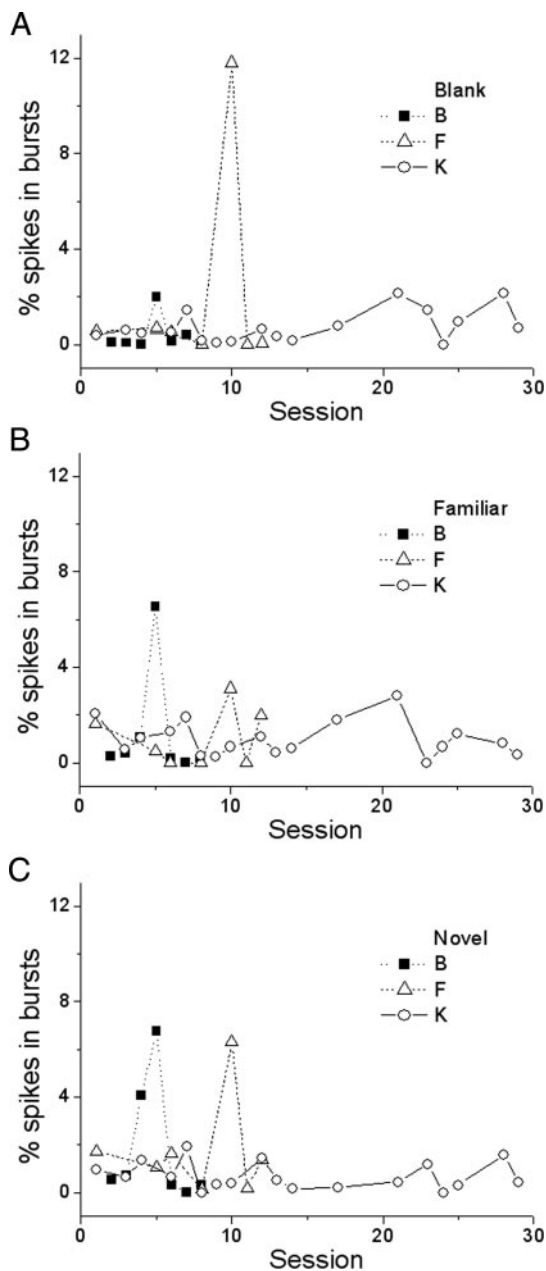 A
% spikes in bursts
12
8
4
0
Blank
B
F
K
0 10 20 30
Session
B
% spikes in bursts
12
8
4
0
Familiar
B
F
K
0 10 20 30
Session
C
% spikes in bursts
12
8
4
0
Novel
B
F
K
0 10 20 30
Session